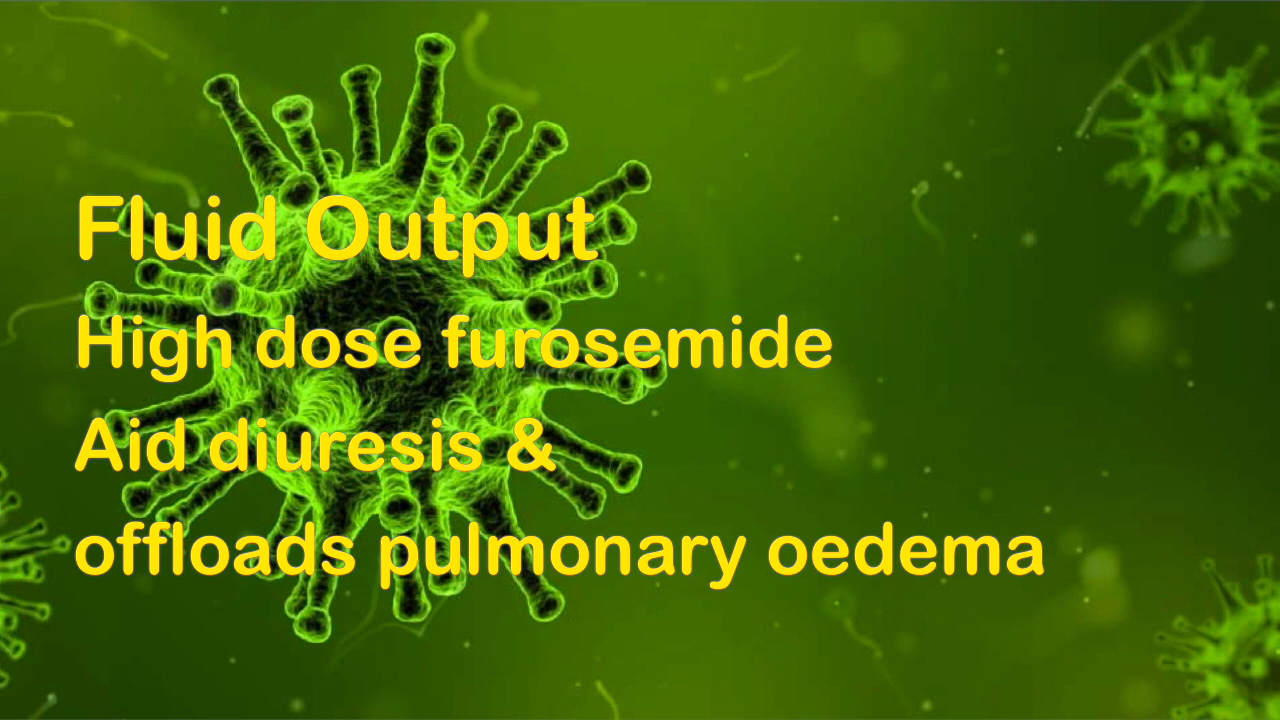 Fluid Output
High dose furosemide
Aid diuresis &
offloads pulmonary oedema